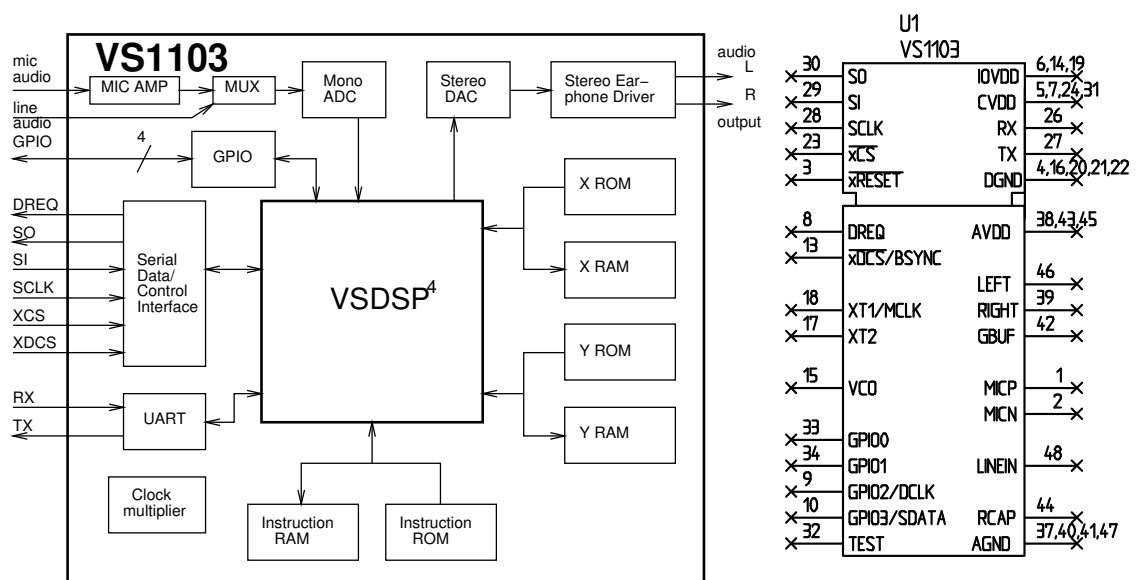 VS1103
mic
audio
line
audio
GPIO
MIC AMP
MUX
Mono
ADC
Stereo
DAC
Stereo Ear-
phone Driver
audio
L
R
output
4
GPIO
DREQ
SO
SI
SCLK
XCS
XDCS
Serial
Data/
Control
Interface
VSDSP⁴
X ROM
X RAM
Y ROM
Y RAM
RX
TX
UART
Clock
multiplier
Instruction
RAM
Instruction
ROM
U1
VS1103
30 SO IOVDD 6,14,19
29 SI CVDD 5,7,24,31
28 SCLK RX 26
23 xCS TX 27
3 xRESET DGND 4,16,20,21,22
8 DREQ AVDD 38,43,45
13 xDCS/BSYNC
LEFT 46
18 XT1/MCLK RIGHT 39
17 XT2 GBUF 42
15 VCO MICP 1
MICN 2
33 GPIO0
34 GPIO1 LINEIN 48
9 GPIO2/DCLK
10 GPIO3/SDATA RCAP 44
32 TEST AGND 37,40,41,47